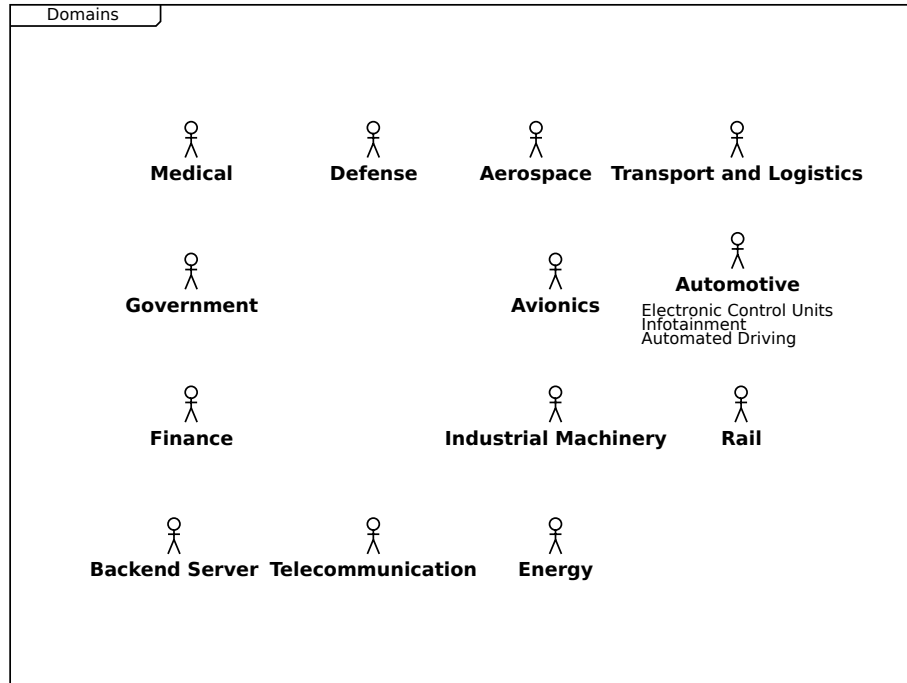 Domains
Medical
Defense
Aerospace
Transport and Logistics
Government
Avionics
Automotive
Electronic Control Units
Infotainment
Automated Driving
Finance
Industrial Machinery
Rail
Backend Server
Telecommunication
Energy